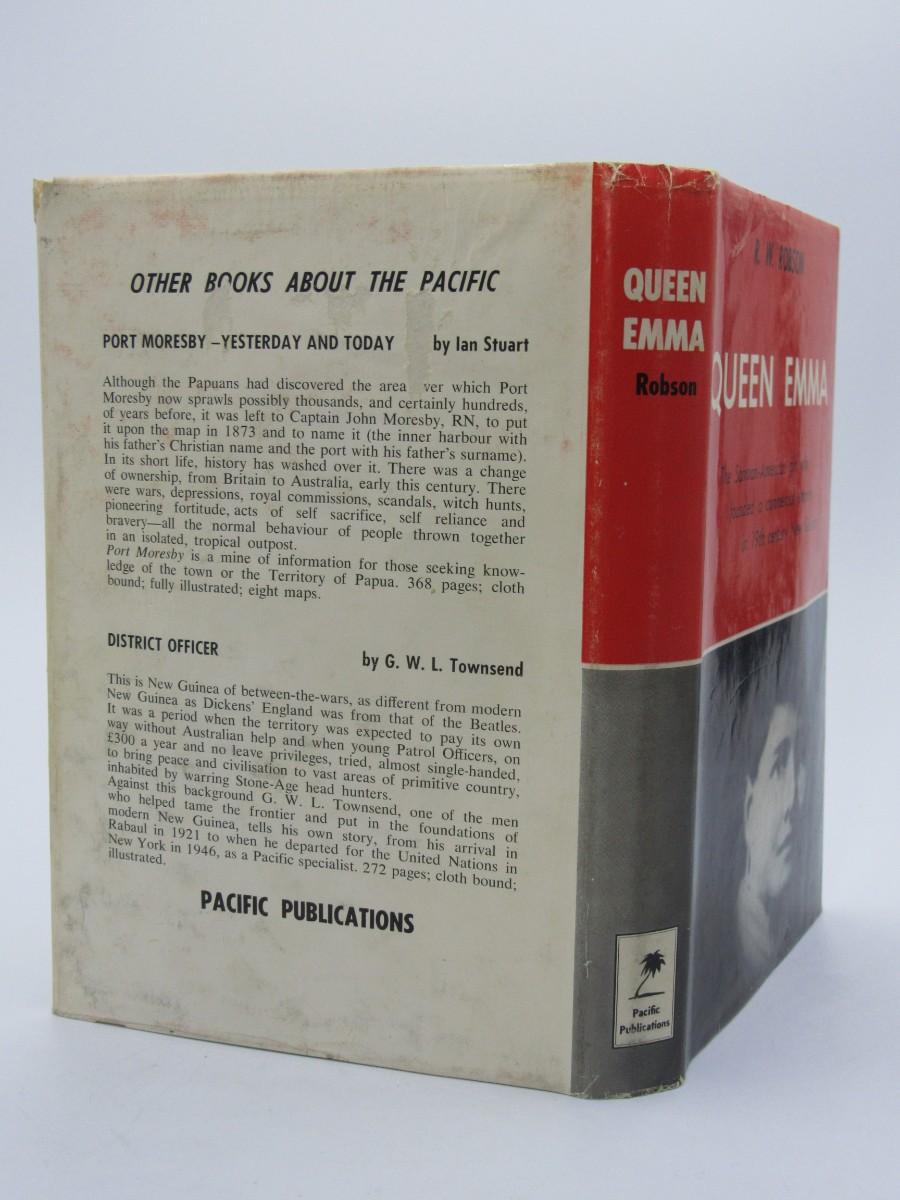 OTHER BOOKS ABOUT THE PACIFIC
PORT MORESBY –YESTERDAY AND TODAY by Ian Stuart
Although the Papuans had discovered the area ver which Port
Moresby now sprawls possibly thousands, and certainly hundreds,
of years before, it was left to Captain John Moresby, RN, to put
it upon the map in 1873 and to name it (the inner harbour with
his father's Christian name and the port with his father's surname).
In its short life, history has washed over it. There was a change
of ownership, from Britain to Australia, early this century. There
were wars, depressions, royal commissions, scandals, witch hunts,
pioneering fortitude, acts of self sacrifice, self reliance and
bravery—all the normal behaviour of people thrown together
in an isolated, tropical outpost.
Port Moresby is a mine of information for those seeking know-
ledge of the town or the Territory of Papua. 368 pages; cloth
bound; fully illustrated; eight maps.
DISTRICT OFFICER
by G. W. L. Townsend
This is New Guinea of between-the-wars, as different from modern
New Guinea as Dickens' England was from that of the Beatles.
It was a period when the territory was expected to pay its own
way without Australian help and when young Patrol Officers, on
£300 a year and no leave privileges, tried, almost single-handed,
to bring peace and civilisation to vast areas of primitive country,
inhabited by warring Stone-Age head hunters.
Against this background G. W. L. Townsend, one of the men
who helped tame the frontier and put in the foundations of
modern New Guinea, tells his own story, from his arrival in
Rabaul in 1921 to when he departed for the United Nations in
New York in 1946, as a Pacific specialist. 272 pages; cloth bound;
illustrated.
PACIFIC PUBLICATIONS
QUEEN
EMMA
Robson
Pacific
Publications
R. W. ROBSON
QUEEN EMMA
The Samoan-American girl who
founded a commercial
in 19th century New